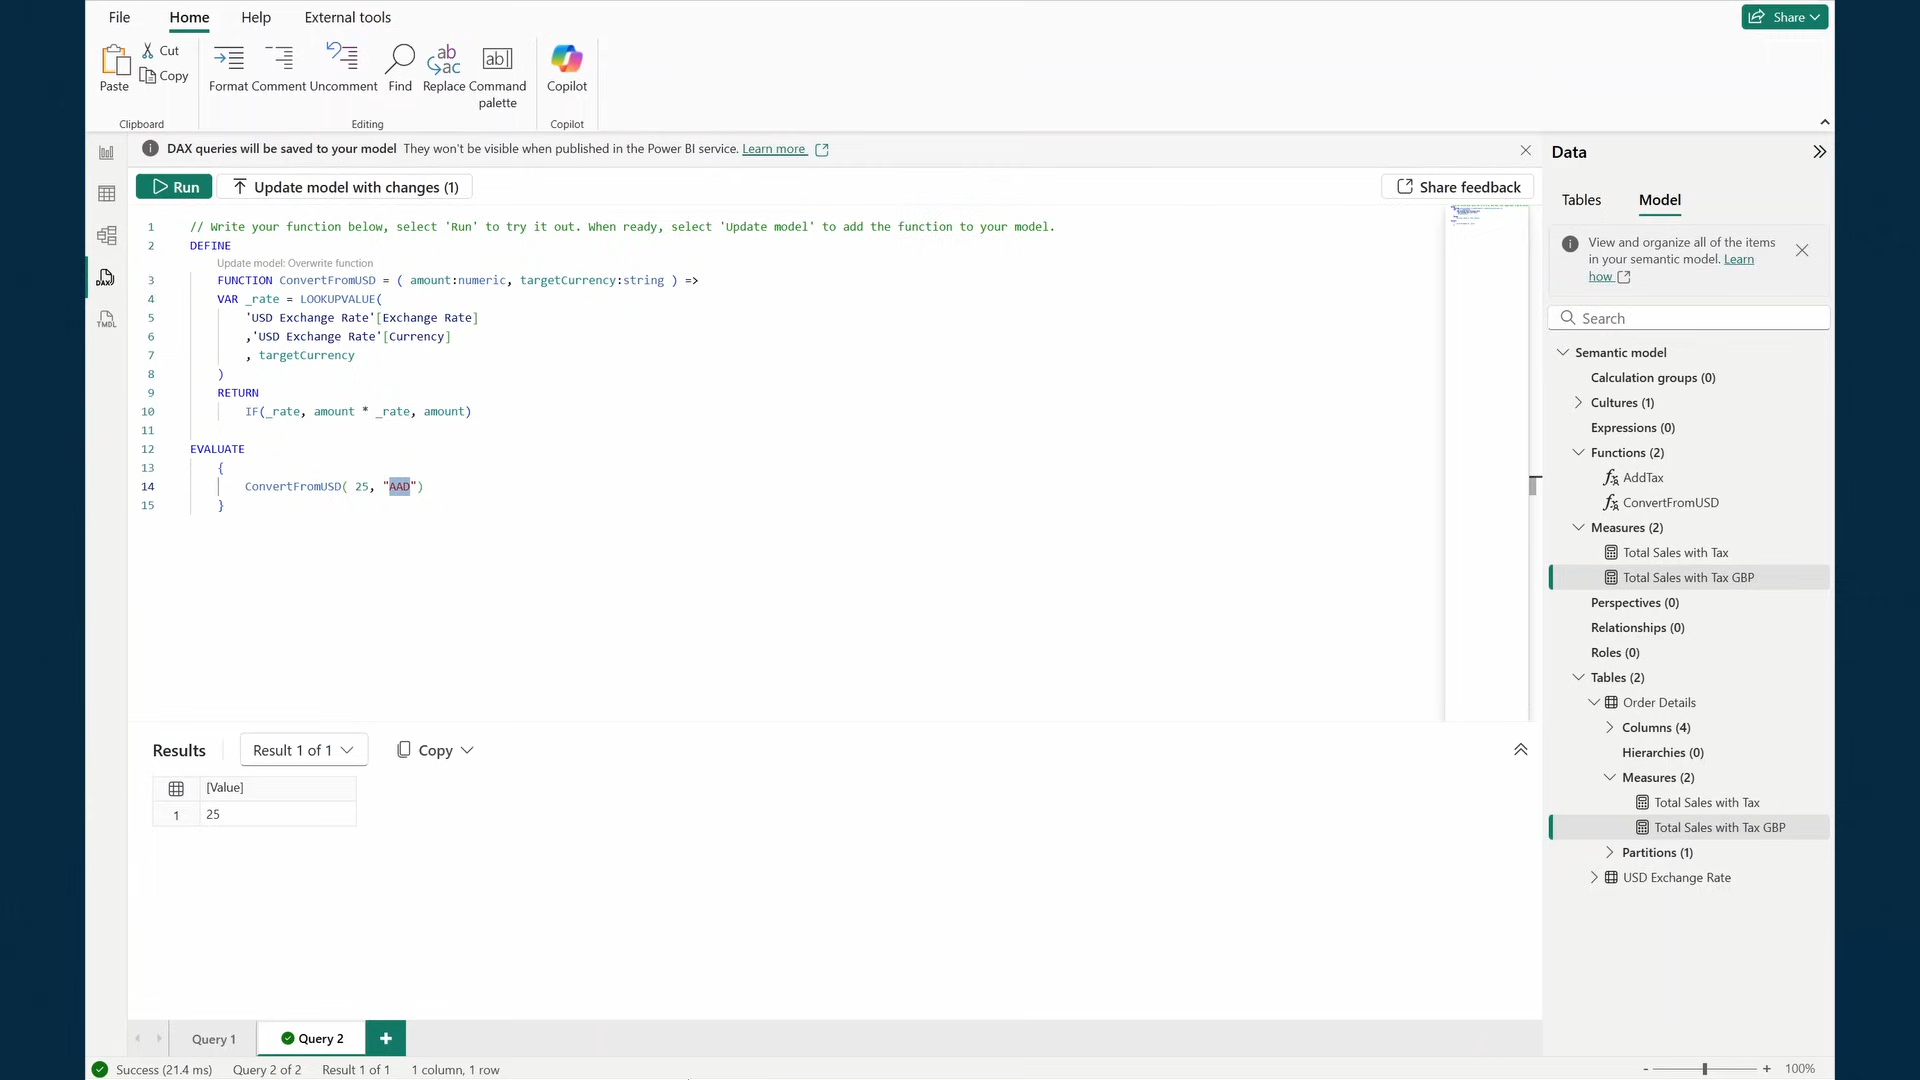 File Home Help External tools
Share
Paste
Cut
Copy
Format Comment Uncomment Find Replace Command palette
Copilot
Clipboard
Editing
Copilot
DAX queries will be saved to your model They won't be visible when published in the Power BI service. Learn more
Run Update model with changes (1) Share feedback
1 // Write your function below, select 'Run' to try it out. When ready, select 'Update model' to add the function to your model.
2 DEFINE
Update model: Overwrite function
3 FUNCTION ConvertFromUSD = ( amount:numeric, targetCurrency:string ) =>
4 VAR _rate = LOOKUPVALUE(
5 'USD Exchange Rate'[Exchange Rate]
6 ,'USD Exchange Rate'[Currency]
7 , targetCurrency
8 )
9 RETURN
10 IF(_rate, amount * _rate, amount)
11
12 EVALUATE
13 {
14 ConvertFromUSD( 25, "AAD")
15 }
Results Result 1 of 1 Copy
[Value]
1 25
Query 1 Query 2 +
Success (21.4 ms) Query 2 of 2 Result 1 of 1 1 column, 1 row
- + 100%
Data
Tables Model
View and organize all of the items
in your semantic model. Learn
how
Search
Semantic model
Calculation groups (0)
Cultures (1)
Expressions (0)
Functions (2)
AddTax
ConvertFromUSD
Measures (2)
Total Sales with Tax
Total Sales with Tax GBP
Perspectives (0)
Relationships (0)
Roles (0)
Tables (2)
Order Details
Columns (4)
Hierarchies (0)
Measures (2)
Total Sales with Tax
Total Sales with Tax GBP
Partitions (1)
USD Exchange Rate
DAX
TMDL